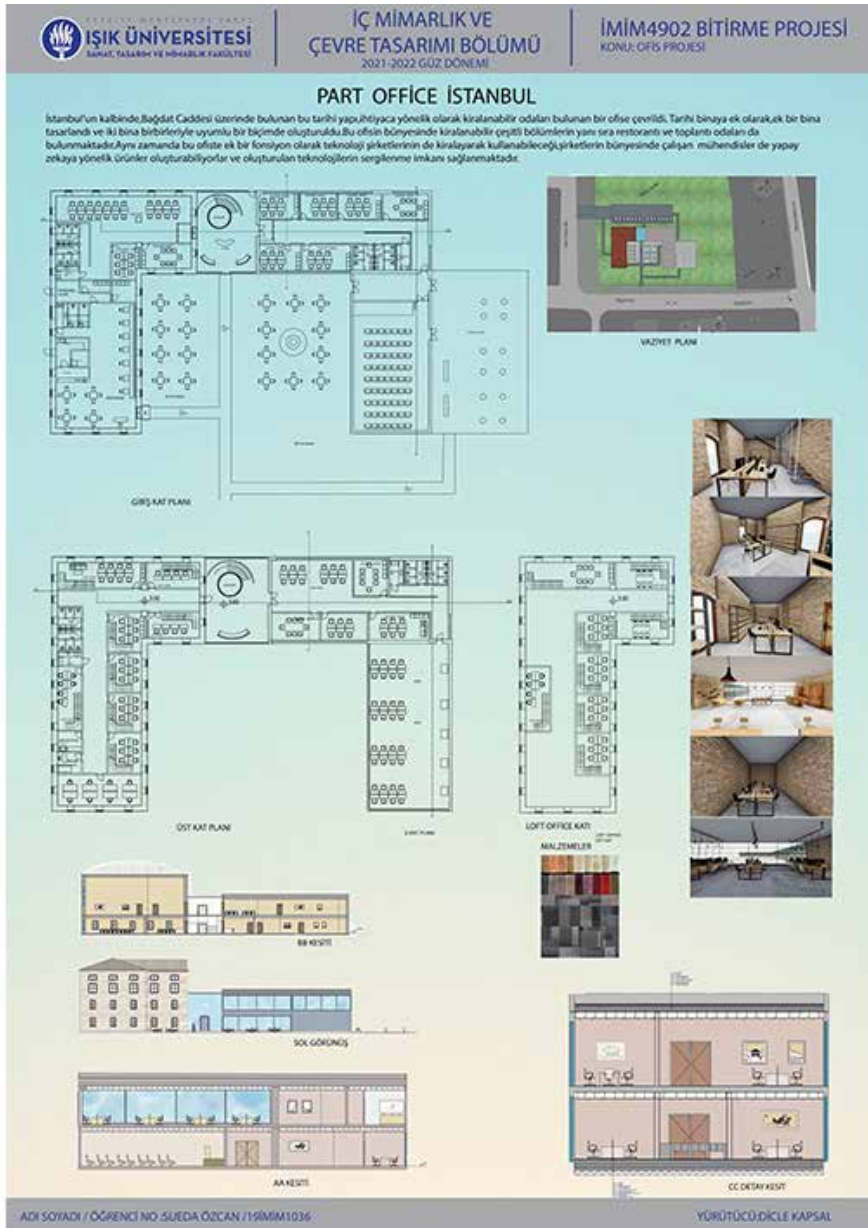 IŞIK ÜNİVERSİTESİ
SANAT, TASARIM VE MİMARLIK FAKÜLTESİ
İÇ MİMARLIK VE
ÇEVRE TASARIMI BÖLÜMÜ
2021-2022 GÜZ DÖNEMİ
İMİM4902 BİTİRME PROJESİ
KONU: OFİS PROJESİ
PART OFFICE İSTANBUL
İstanbul'un kalbinde,Bağdat Caddesi üzerinde bulunan bu tarihi yapı,ihtiyaca yönelik olarak kiralanabilir odaları bulunan bir ofise çevrildi. Tarihi binaya ek olarak,ek bir bina
tasarlandı ve iki bina birbirleriyle uyumlu bir biçimde oluşturuldu.Bu ofisin bünyesinde kiralanabilir çeşitli bölümlerin yanı sıra restorantı ve toplantı odaları da
bulunmaktadır.Aynı zamanda bu ofiste ek bir fonsiyon olarak teknoloji şirketlerinin de kiralayarak kullanabileceği,şirketlerin bünyesinde çalışan mühendisler de yapay
zekaya yönelik ürünler oluşturabiliyorlar ve oluşturulan teknolojilerin sergilenme imkanı sağlanmaktadır.
VAZİYET PLANI
GİRİŞ KAT PLANI
ÜST KAT PLANI
LOFT OFFİCE KATI
MALZEMELER
BB KESİTİ
SOL GÖRÜNÜŞ
AA KESİTİ
CC DETAY KESİT
ADI SOYADI / ÖĞRENCİ NO :SUEDA ÖZCAN /19İMİM1036
YÜRÜTÜCÜ:DİCLE KAPSAL